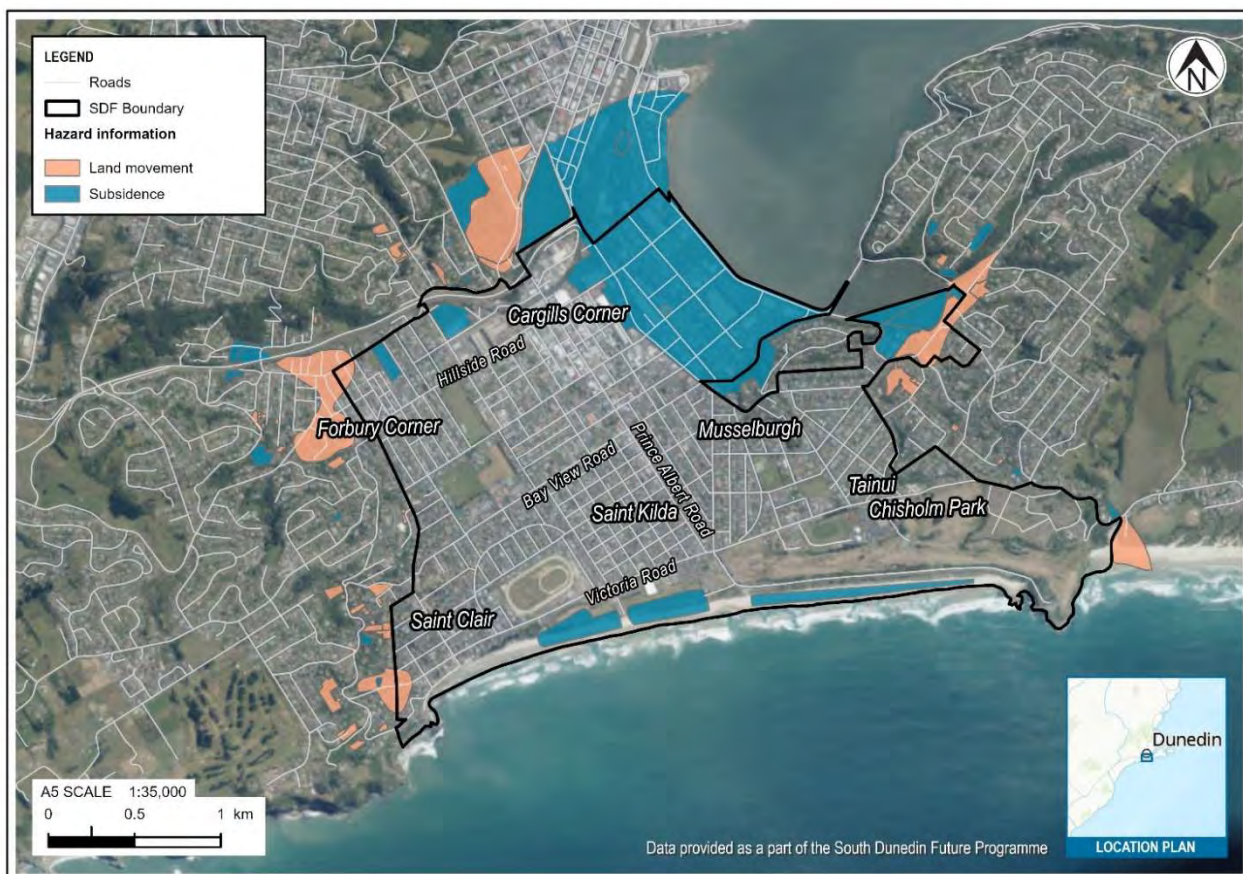 LEGEND
Roads
SDF Boundary
Hazard information
Land movement
Subsidence
N
Cargills Corner
Hillside Road
Forbury Corner
Musselburgh
Prince Albert Road
Bay View Road
Tainui
Saint Kilda
Chisholm Park
Victoria Road
Saint Clair
Dunedin
A5 SCALE 1:35,000
0 0.5 1 km
Data provided as a part of the South Dunedin Future Programme
LOCATION PLAN